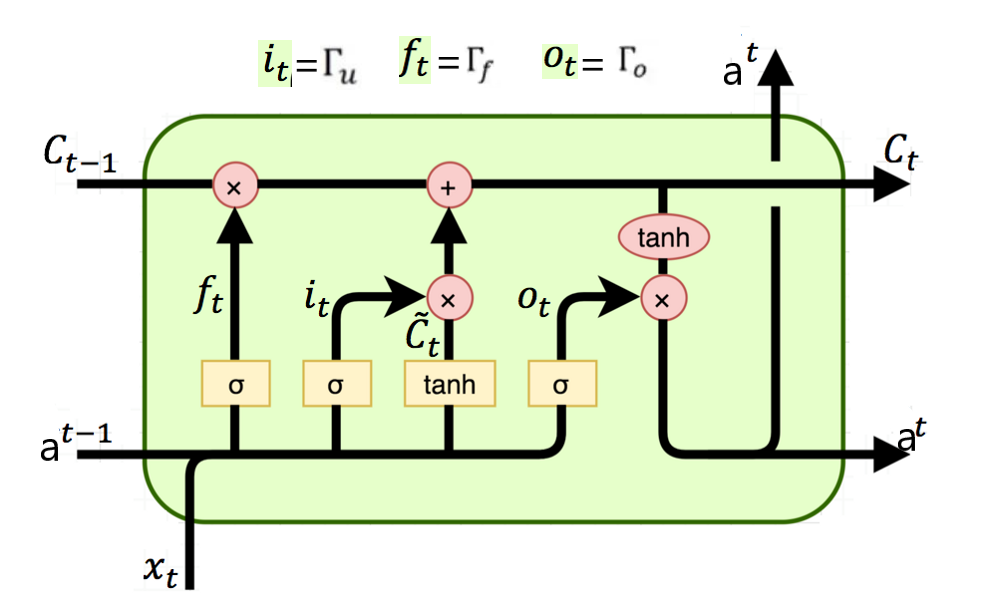 i_t=Γ_u f_t=Γ_f o_t= Γ_o
a^t
C_{t−1} C_t
× +
tanh
f_t i_t × o_t ×
C̃_t
σ σ tanh σ
a^{t−1} a^t
x_t